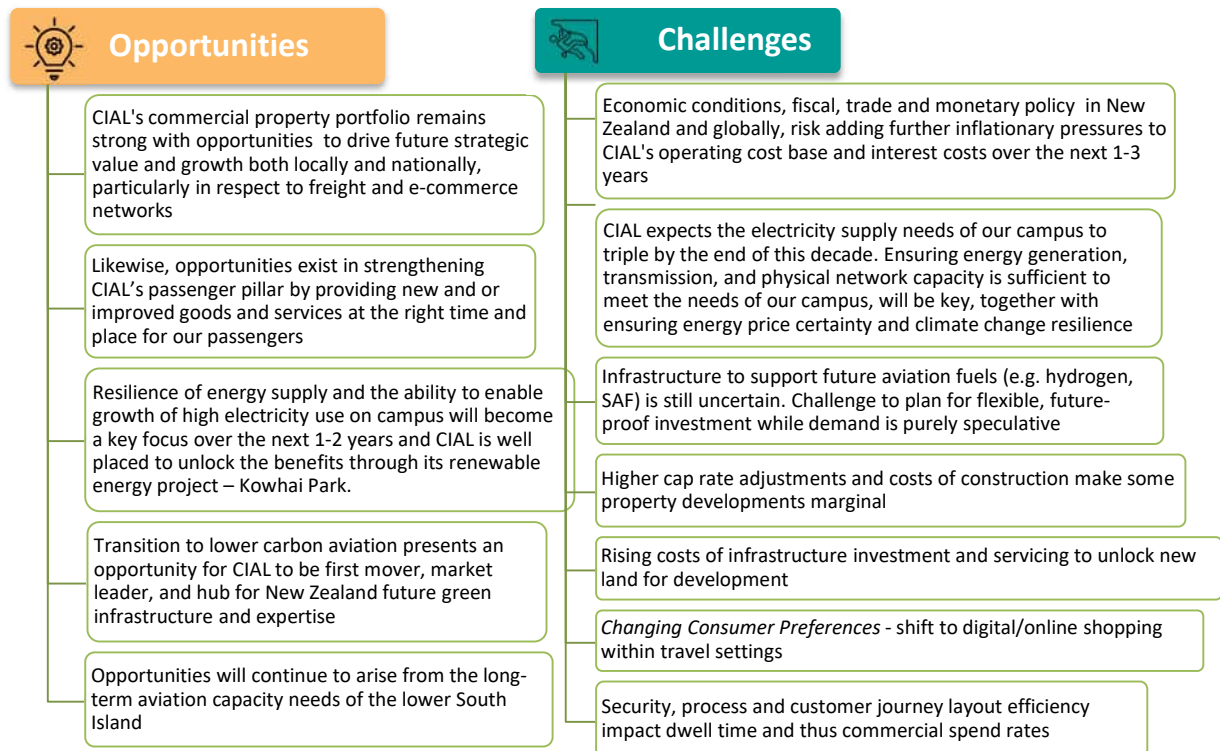 Opportunities
CIAL's commercial property portfolio remains
strong with opportunities to drive future strategic
value and growth both locally and nationally,
particularly in respect to freight and e-commerce
networks
Likewise, opportunities exist in strengthening
CIAL’s passenger pillar by providing new and or
improved goods and services at the right time and
place for our passengers
Resilience of energy supply and the ability to enable
growth of high electricity use on campus will become
a key focus over the next 1-2 years and CIAL is well
placed to unlock the benefits through its renewable
energy project – Kowhai Park.
Transition to lower carbon aviation presents an
opportunity for CIAL to be first mover, market
leader, and hub for New Zealand future green
infrastructure and expertise
Opportunities will continue to arise from the long-
term aviation capacity needs of the lower South
Island
Challenges
Economic conditions, fiscal, trade and monetary policy in New
Zealand and globally, risk adding further inflationary pressures to
CIAL's operating cost base and interest costs over the next 1-3
years
CIAL expects the electricity supply needs of our campus to
triple by the end of this decade. Ensuring energy generation,
transmission, and physical network capacity is sufficient to
meet the needs of our campus, will be key, together with
ensuring energy price certainty and climate change resilience
Infrastructure to support future aviation fuels (e.g. hydrogen,
SAF) is still uncertain. Challenge to plan for flexible, future-
proof investment while demand is purely speculative
Higher cap rate adjustments and costs of construction make some
property developments marginal
Rising costs of infrastructure investment and servicing to unlock new
land for development
Changing Consumer Preferences - shift to digital/online shopping
within travel settings
Security, process and customer journey layout efficiency
impact dwell time and thus commercial spend rates